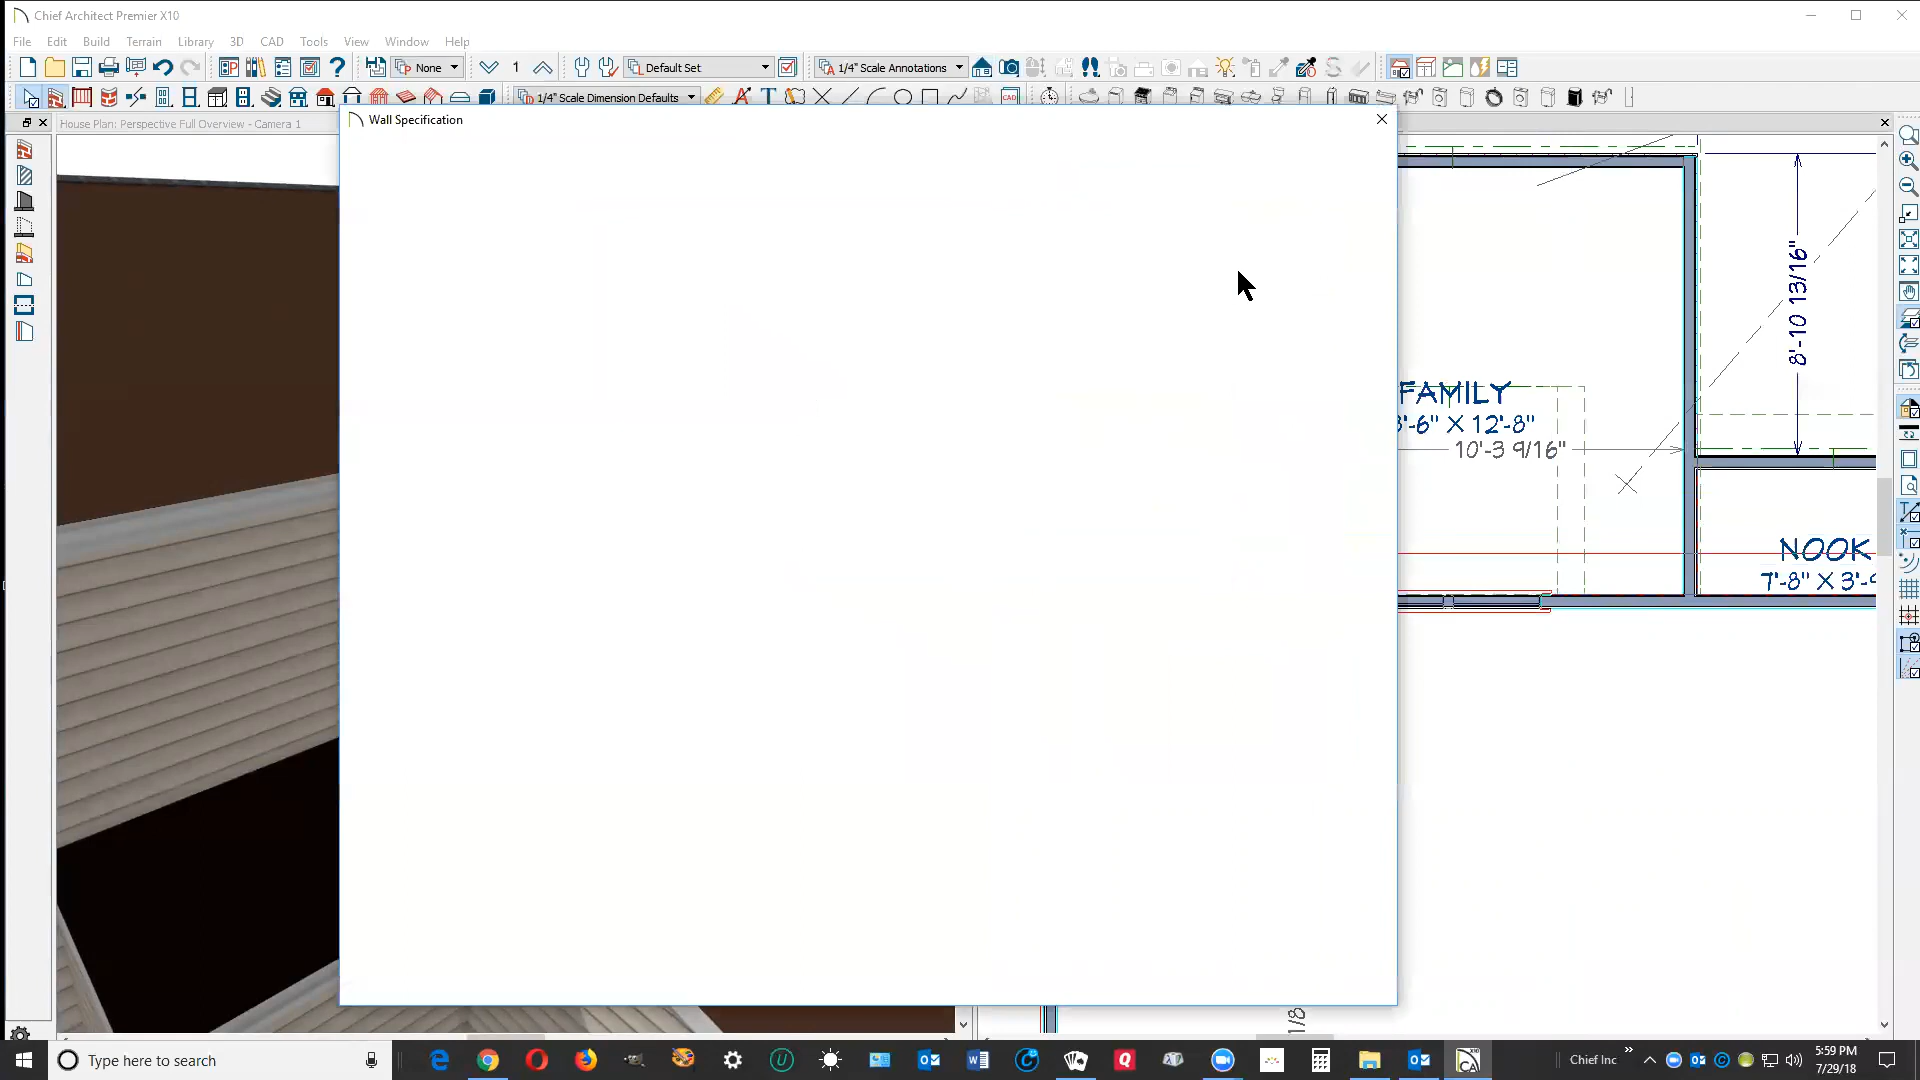 Chief Architect Premier X10
File Edit Build Terrain Library 3D CAD Tools View Window Help
None 1 Default Set 1/4" Scale Annotations
1/4" Scale Dimension Defaults
House Plan: Perspective Full Overview - Camera 1
Wall Specification
8'-10 13/16"
FAMILY
'-6" X 12'-8"
10'-3 9/16"
NOOK
7'-8" X 3'-9
1/8
Type here to search
Chief Inc
5:59 PM
7/29/18